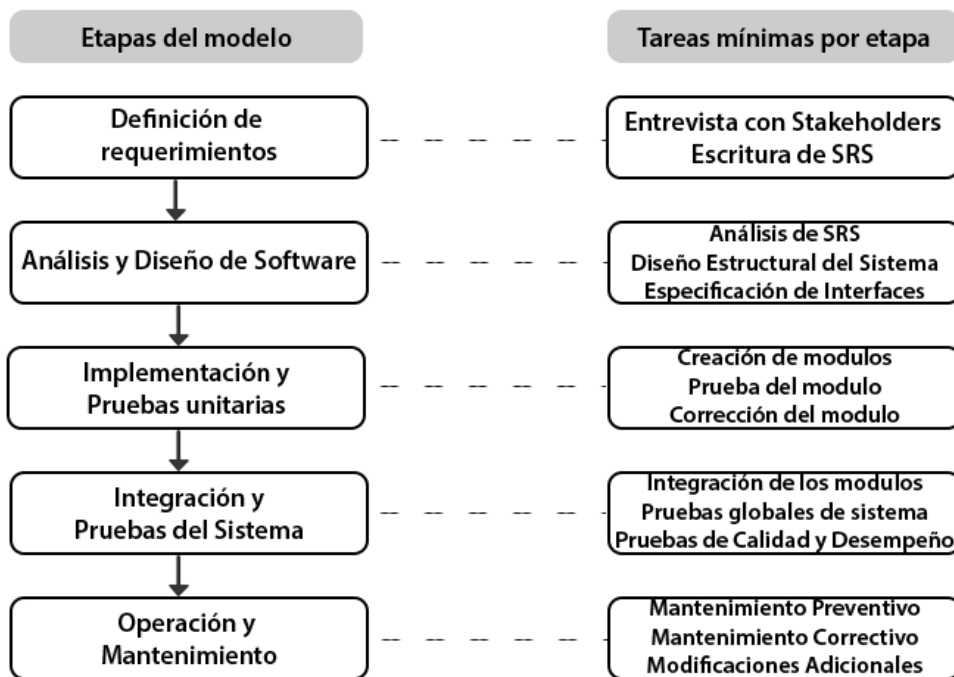 Etapas del modelo
Tareas mínimas por etapa
Definición de
requerimientos
Entrevista con Stakeholders
Escritura de SRS
Análisis y Diseño de Software
Análisis de SRS
Diseño Estructural del Sistema
Especificación de Interfaces
Implementación y
Pruebas unitarias
Creación de modulos
Prueba del modulo
Corrección del modulo
Integración y
Pruebas del Sistema
Integración de los modulos
Pruebas globales de sistema
Pruebas de Calidad y Desempeño
Operación y
Mantenimiento
Mantenimiento Preventivo
Mantenimiento Correctivo
Modificaciones Adicionales